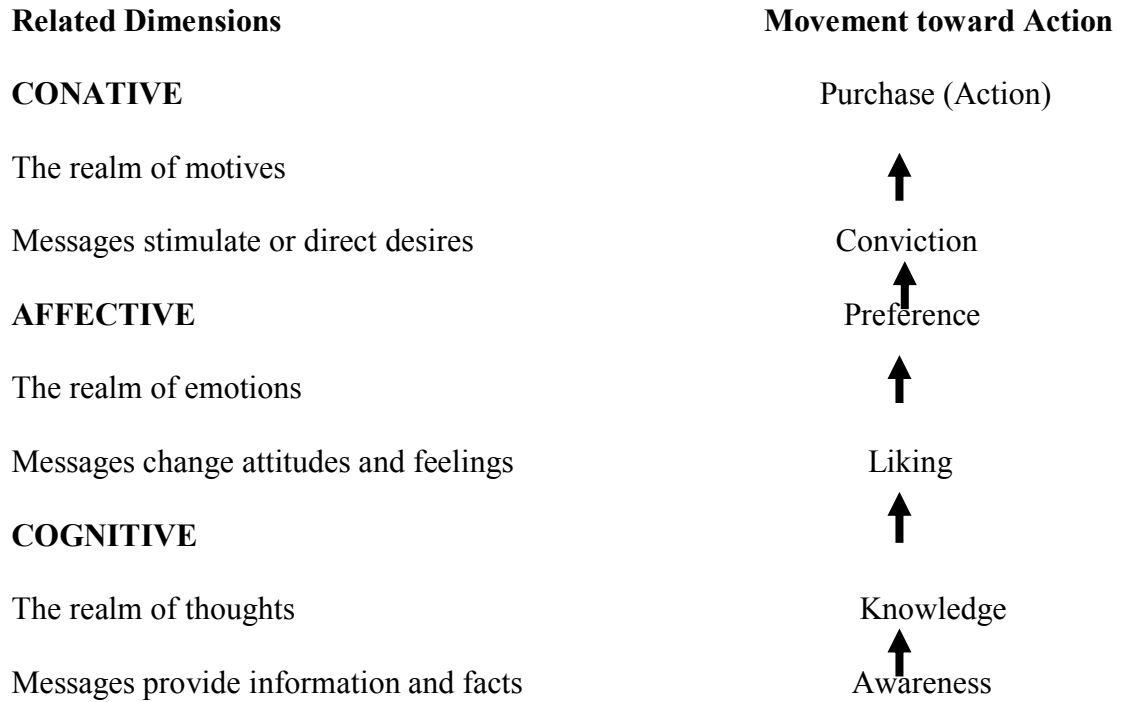 Related Dimensions Movement toward Action
CONATIVE Purchase (Action)
The realm of motives
Messages stimulate or direct desires Conviction
AFFECTIVE Preference
The realm of emotions
Messages change attitudes and feelings Liking
COGNITIVE
The realm of thoughts Knowledge
Messages provide information and facts Awareness